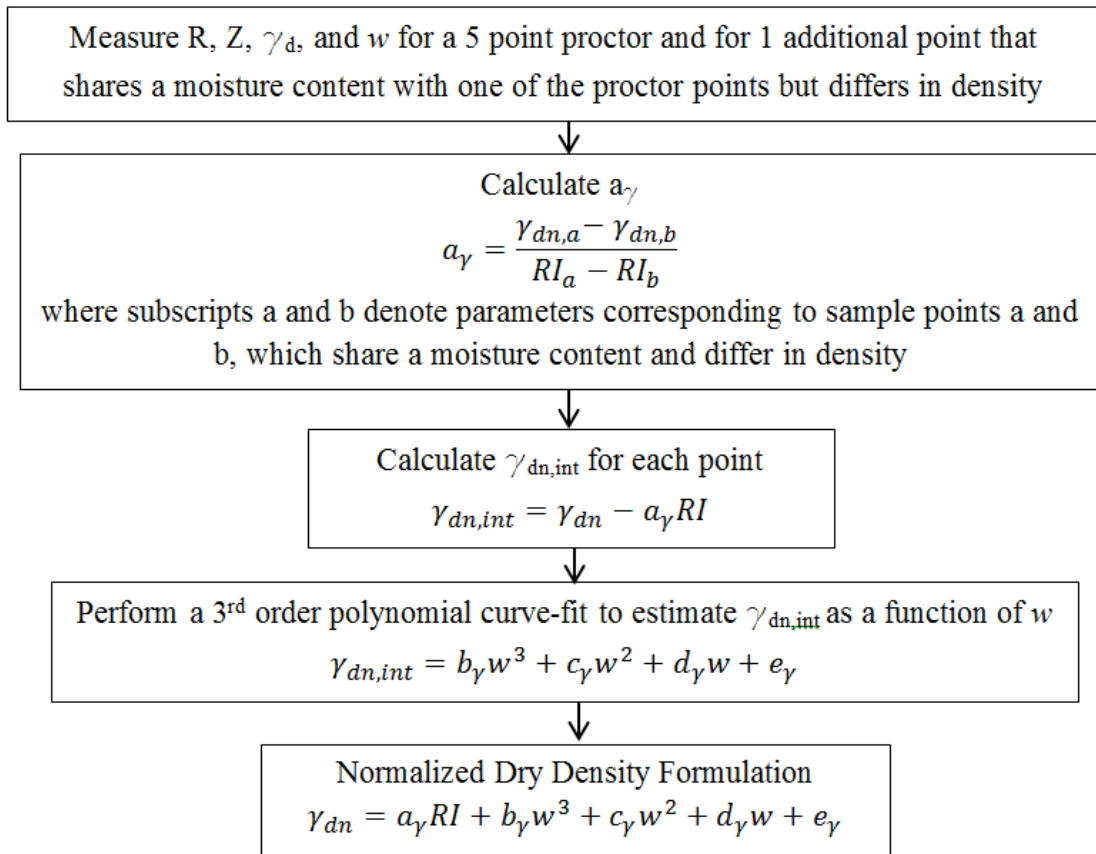 Measure R, Z, γd, and w for a 5 point proctor and for 1 additional point that
shares a moisture content with one of the proctor points but differs in density
Calculate aγ
aγ = (γdn,a − γdn,b) / (RIa − RIb)
where subscripts a and b denote parameters corresponding to sample points a and
b, which share a moisture content and differ in density
Calculate γdn,int for each point
γdn,int = γdn − aγRI
Perform a 3rd order polynomial curve-fit to estimate γdn,int as a function of w
γdn,int = bγw³ + cγw² + dγw + eγ
Normalized Dry Density Formulation
γdn = aγRI + bγw³ + cγw² + dγw + eγ